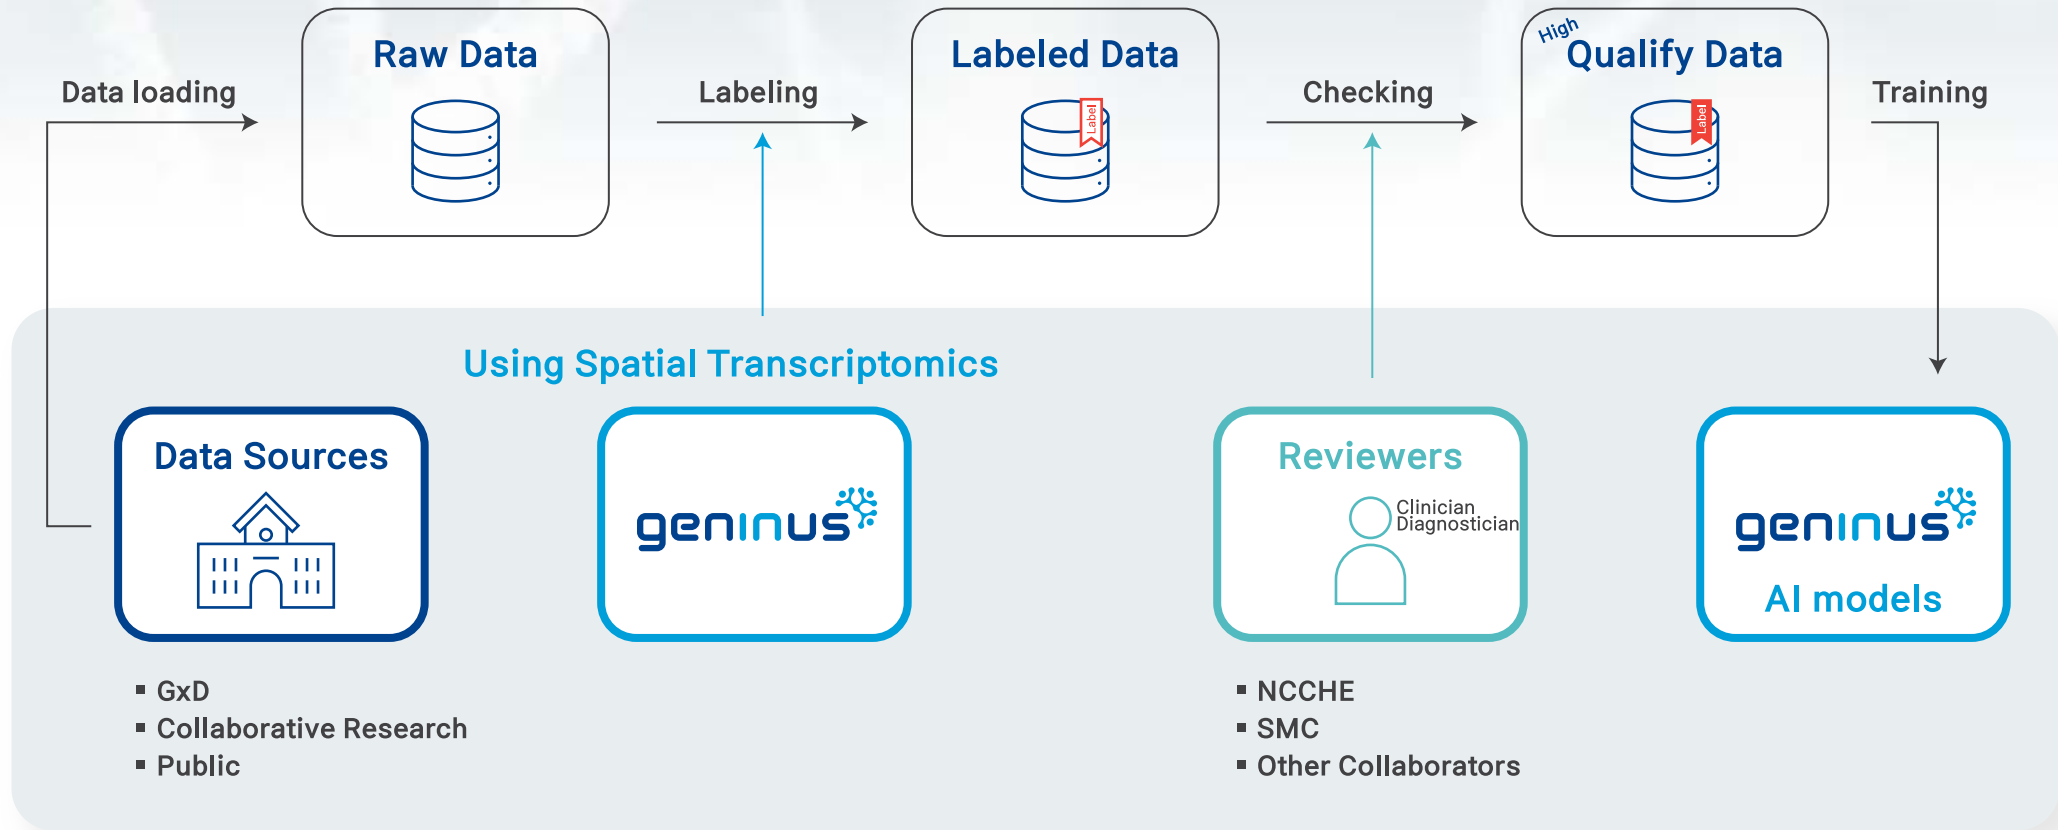 Data loading
Raw Data
Labeling
Labeled Data
Label
Checking
High
Qualify Data
Label
Training
Using Spatial Transcriptomics
Data Sources
geninus
Reviewers
Clinician
Diagnostician
geninus
AI models
▪ GxD
▪ Collaborative Research
▪ Public
▪ NCCHE
▪ SMC
▪ Other Collaborators